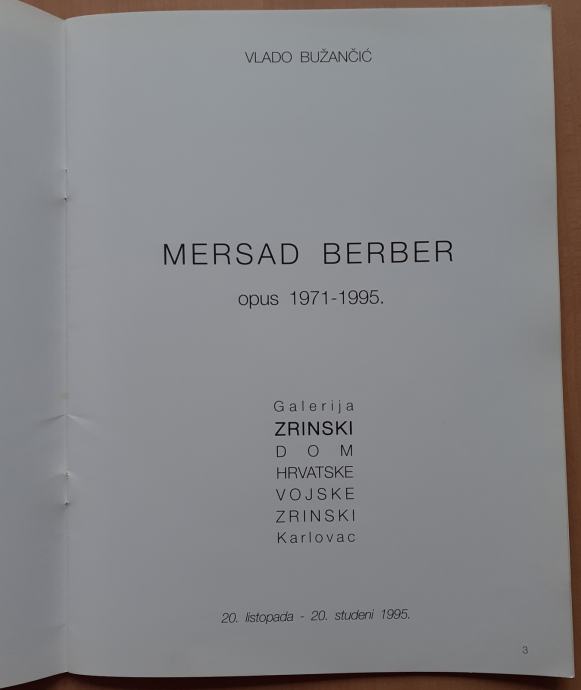 VLADO BUŽANČIĆ
MERSAD BERBER
opus 1971-1995.
Galerija
ZRINSKI
DOM
HRVATSKE
VOJSKE
ZRINSKI
Karlovac
20. listopada - 20. studeni 1995.
3